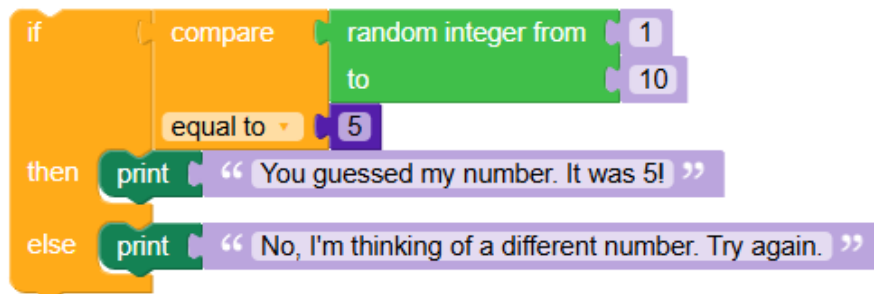 if compare random integer from 1
to 10
equal to 5
then print “ You guessed my number. It was 5! ”
else print “ No, I'm thinking of a different number. Try again. ”